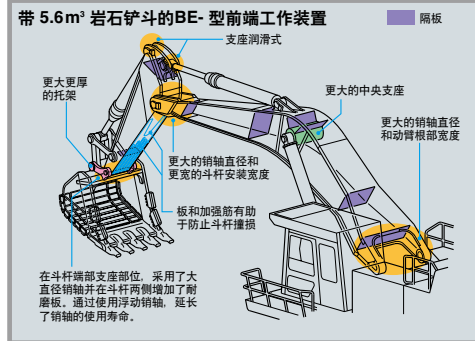 带 5.6m³ 岩石铲斗的BE- 型前端工作装置
隔板
支座润滑式
更大更厚
的托架
更大的中央支座
更大的销轴直径
和动臂根部宽度
更大的销轴直径和
更宽的斗杆安装宽度
板和加强筋有助
于防止斗杆撞损
在斗杆端部支座部位，采用了大
直径销轴并在斗杆两侧增加了耐
磨板。通过使用浮动销轴，延长
了销轴的使用寿命。